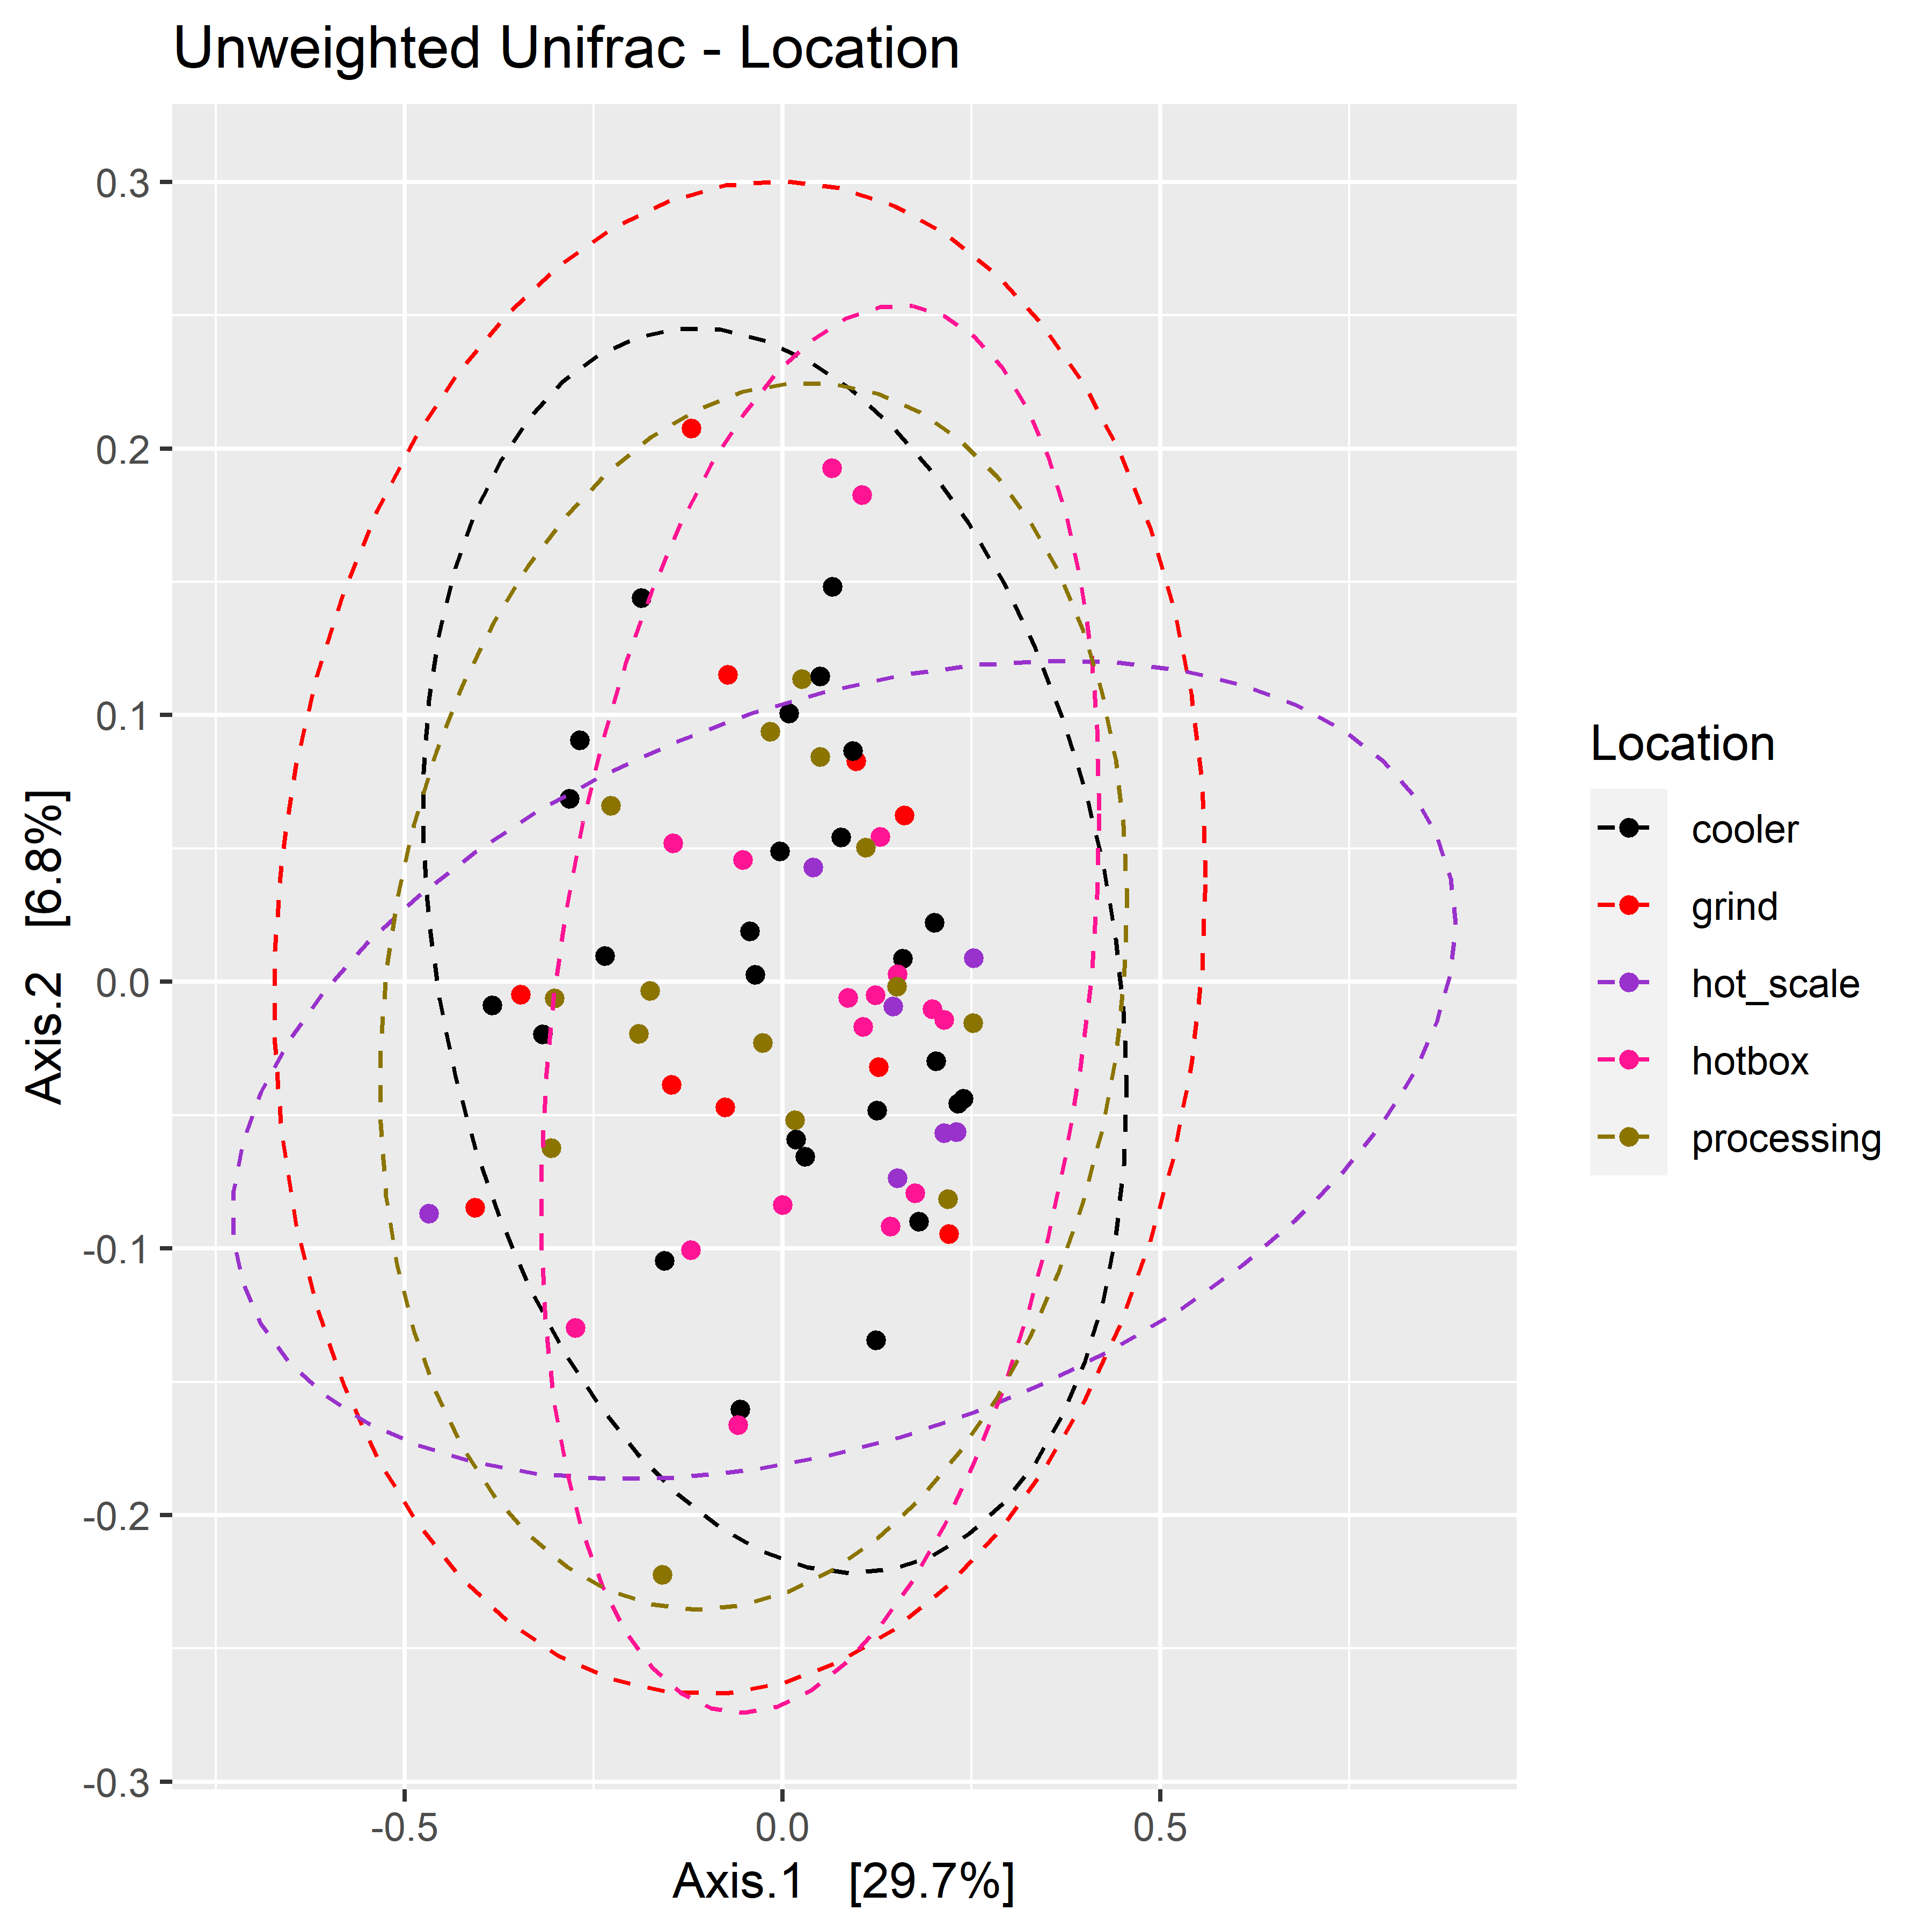 Unweighted Unifrac - Location
0.3
0.2
0.1
0.0
-0.1
-0.2
-0.3
Axis.2 [6.8%]
-0.5 0.0 0.5
Axis.1 [29.7%]
Location
cooler
grind
hot_scale
hotbox
processing